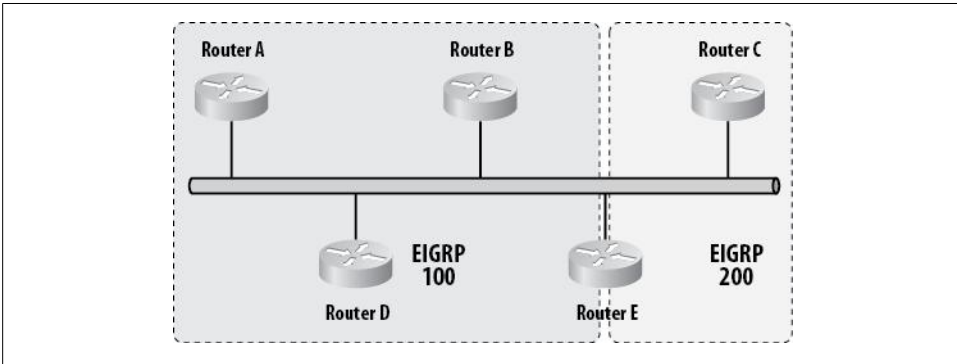 Router A
Router B
Router C
EIGRP
100
EIGRP
200
Router D
Router E